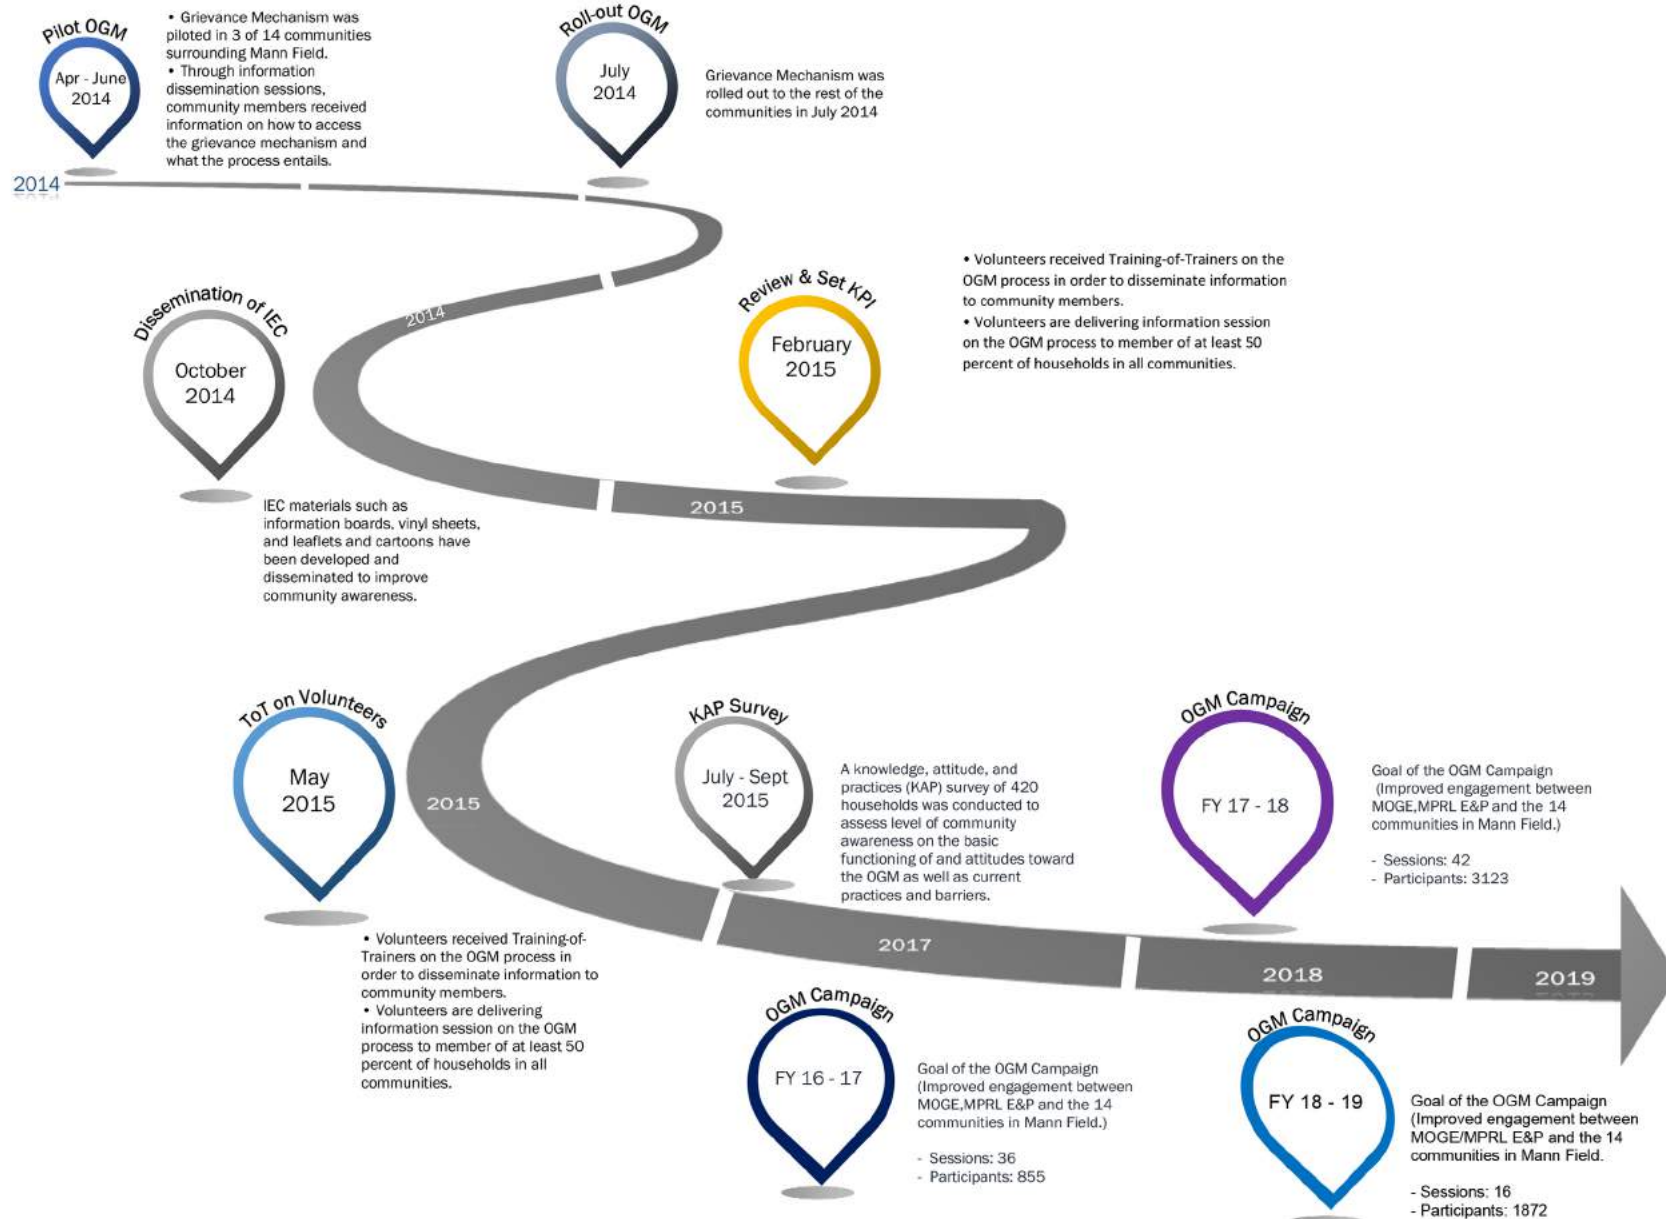 Pilot OGM
Apr - June
2014
• Grievance Mechanism was
piloted in 3 of 14 communities
surrounding Mann Field.
• Through information
dissemination sessions,
community members received
information on how to access
the grievance mechanism and
what the process entails.
Roll-out OGM
July
2014
Grievance Mechanism was
rolled out to the rest of the
communities in July 2014
2014
2014
Dissemination of IEC
October
2014
IEC materials such as
information boards, vinyl sheets,
and leaflets and cartoons have
been developed and
disseminated to improve
community awareness.
Review & Set KPI
February
2015
• Volunteers received Training-of-Trainers on the
OGM process in order to disseminate information
to community members.
• Volunteers are delivering information session
on the OGM process to member of at least 50
percent of households in all communities.
2015
ToT on Volunteers
May
2015
• Volunteers received Training-of-
Trainers on the OGM process in
order to disseminate information to
community members.
• Volunteers are delivering
information session on the OGM
process to member of at least 50
percent of households in all
communities.
2015
KAP Survey
July - Sept
2015
A knowledge, attitude, and
practices (KAP) survey of 420
households was conducted to
assess level of community
awareness on the basic
functioning of and attitudes toward
the OGM as well as current
practices and barriers.
OGM Campaign
FY 17 - 18
Goal of the OGM Campaign
(Improved engagement between
MOGE,MPRL E&P and the 14
communities in Mann Field.)
- Sessions: 42
- Participants: 3123
2017
2018
2019
OGM Campaign
FY 16 - 17
Goal of the OGM Campaign
(Improved engagement between
MOGE,MPRL E&P and the 14
communities in Mann Field.)
- Sessions: 36
- Participants: 855
OGM Campaign
FY 18 - 19
Goal of the OGM Campaign
(Improved engagement between
MOGE/MPRL E&P and the 14
communities in Mann Field.
- Sessions: 16
- Participants: 1872